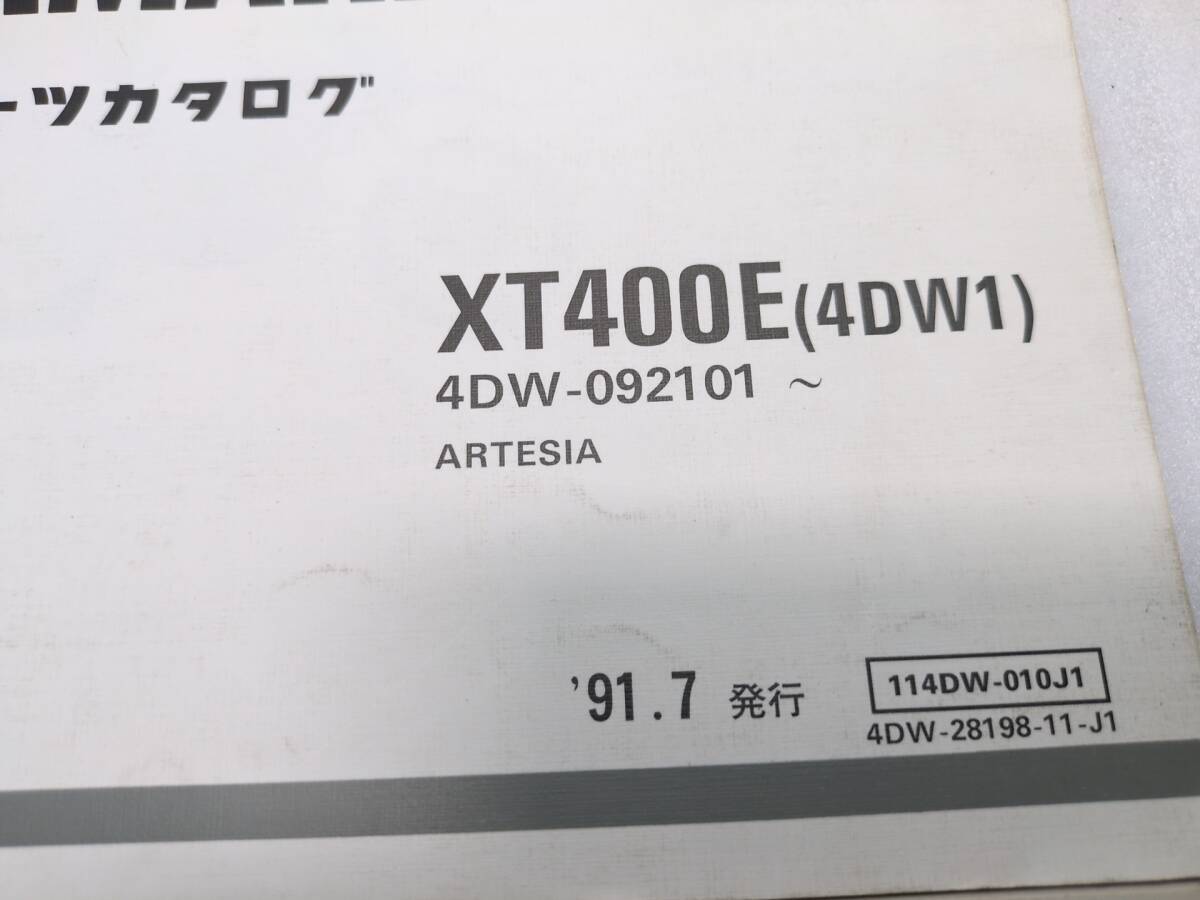 ーツカタログ
XT400E(4DW1)
4DW-092101 ～
ARTESIA
'91.7 発行
114DW-010J1
4DW-28198-11-J1